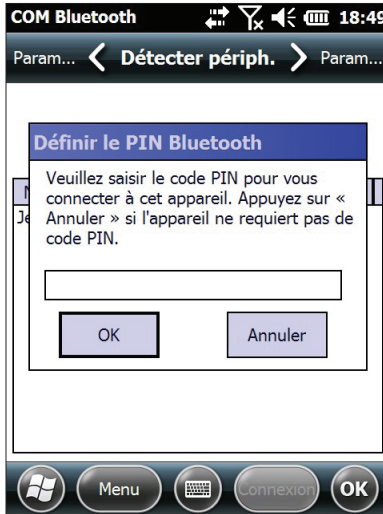 COM Bluetooth 18:49
Param... Détecter périph. Param...
Définir le PIN Bluetooth
Veuillez saisir le code PIN pour vous
connecter à cet appareil. Appuyez sur «
Annuler » si l'appareil ne requiert pas de
code PIN.
OK Annuler
Menu Connexion OK